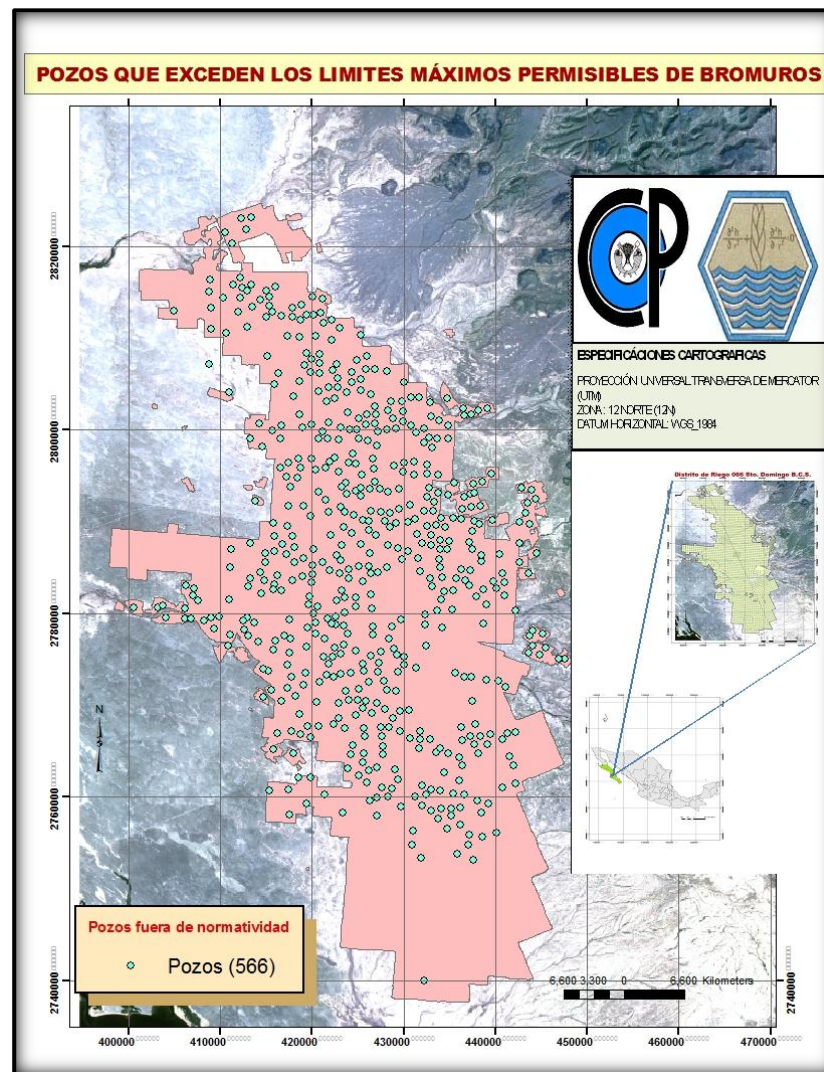 POZOS QUE EXCEDEN LOS LIMITES MÁXIMOS PERMISIBLES DE BROMUROS
CP
ESPECIFICÁCIONES CARTOGRAFICAS
PROYECCIÓN UNIVERSAL TRANSVERSA DE MERCATOR
(UTM)
ZONA : 12 NORTE (12N)
DATUM HORIZONTAL: WGS_1984
Distrito de Riego 066 Sto. Domingo B.C.S.
N
S
2820000
2800000
2780000
2760000
2740000
2740000
Pozos fuera de normatividad
Pozos (566)
6,600 3,300 0 6,600 Kilometers
400000 410000 420000 430000 440000 450000 460000 470000